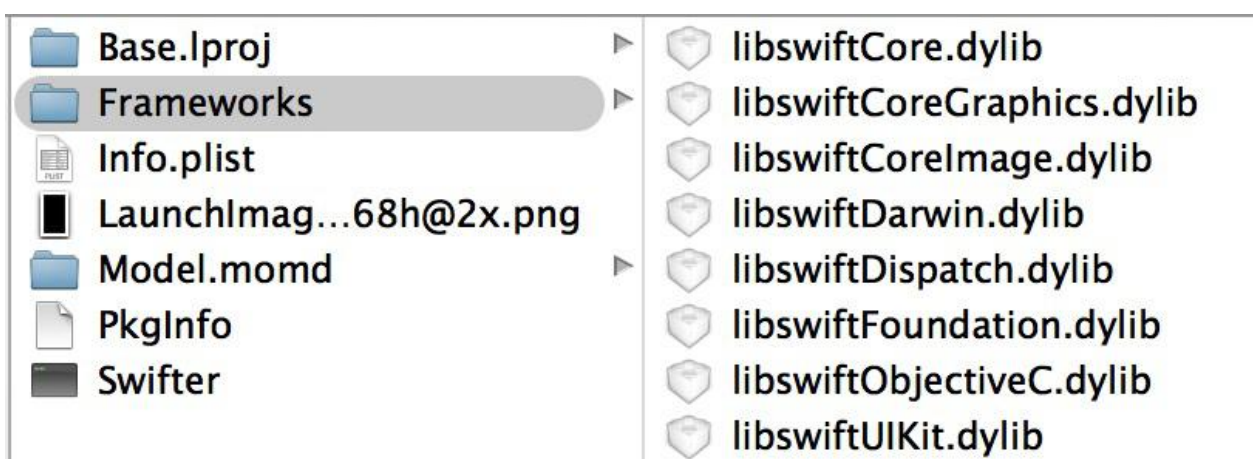 Base.lproj
Frameworks
Info.plist
LaunchImag...68h@2x.png
Model.momd
PkgInfo
Swifter
libswiftCore.dylib
libswiftCoreGraphics.dylib
libswiftCoreImage.dylib
libswiftDarwin.dylib
libswiftDispatch.dylib
libswiftFoundation.dylib
libswiftObjectiveC.dylib
libswiftUIKit.dylib